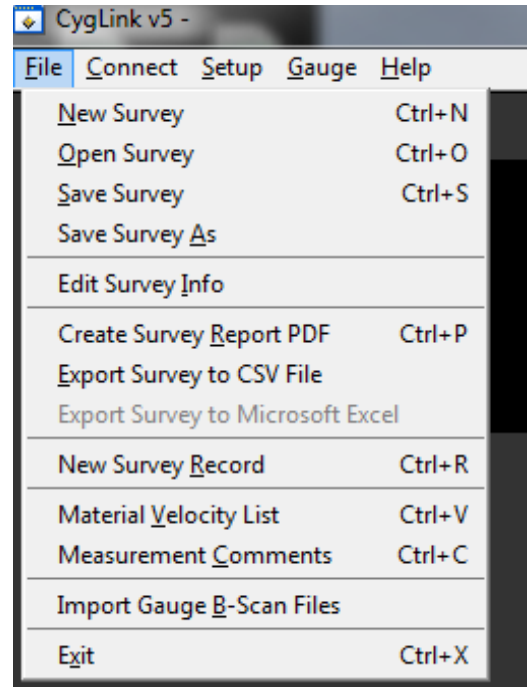 CygLink v5 -
File Connect Setup Gauge Help
New Survey Ctrl+N
Open Survey Ctrl+O
Save Survey Ctrl+S
Save Survey As
Edit Survey Info
Create Survey Report PDF Ctrl+P
Export Survey to CSV File
Export Survey to Microsoft Excel
New Survey Record Ctrl+R
Material Velocity List Ctrl+V
Measurement Comments Ctrl+C
Import Gauge B-Scan Files
Exit Ctrl+X